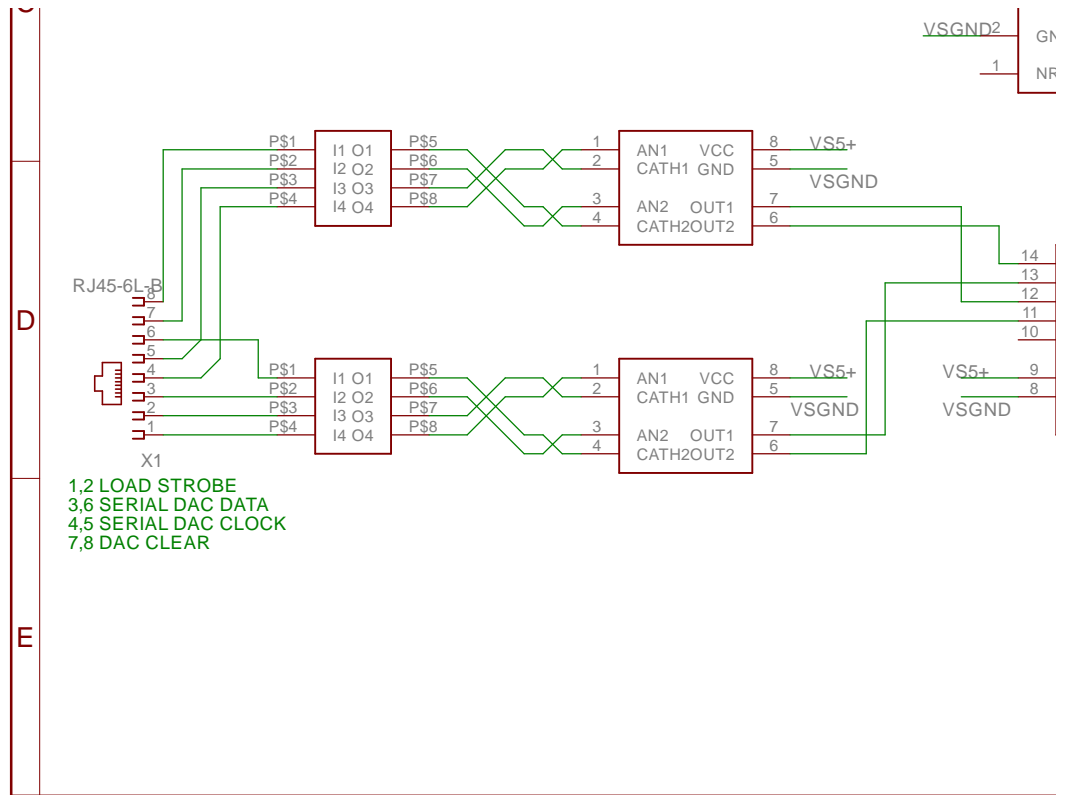 VSGND 2 GN
1 NR
P$1 I1 O1 P$5 1 AN1 VCC 8 VS5+
P$2 I2 O2 P$6 2 CATH1 GND 5
P$3 I3 O3 P$7 VSGND
P$4 I4 O4 P$8 3 AN2 OUT1 7
4 CATH2OUT2 6
14
13
12
11
10
RJ45-6L-B
8
7
D
6
5
4
3
2
1
P$1 I1 O1 P$5 1 AN1 VCC 8 VS5+ VS5+ 9
P$2 I2 O2 P$6 2 CATH1 GND 5 8
P$3 I3 O3 P$7 VSGND VSGND
P$4 I4 O4 P$8 3 AN2 OUT1 7
4 CATH2OUT2 6
X1
1,2 LOAD STROBE
3,6 SERIAL DAC DATA
4,5 SERIAL DAC CLOCK
7,8 DAC CLEAR
E